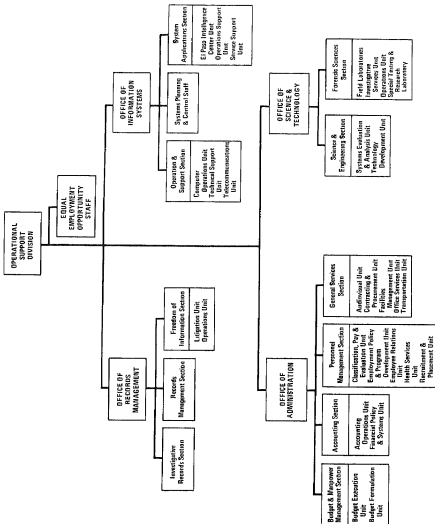 OPERATIONAL
SUPPORT
DIVISION
EQUAL
EMPLOYMENT
OPPORTUNITY
STAFF
OFFICE OF
RECORDS
MANAGEMENT
Investigative
Records Section
Records
Management Section
Freedom of
Information Section
Litigation Unit
Operations Unit
OFFICE OF
INFORMATION
SYSTEMS
Operation &
Support Section
Computer
Operations Unit
Technical Support
Unit
Telecommunications
Unit
Systems Planning
& Control Staff
System
Applications Section
El Paso Intelligence
Center Unit
Operations Support
Unit
Service Support
Unit
OFFICE OF
ADMINISTRATION
Budget & Manpower
Management Section
Budget Execution
Unit
Budget Formulation
Unit
Accounting Section
Accounting
Operations Unit
Financial Policy
& Systems Unit
Personnel
Management Section
Classification, Pay &
Evaluation Unit
Employment Policy
& Program
Development Unit
Employee Relations
Unit
Health Services
Unit
Recruitment &
Placement Unit
General Services
Section
Audiovisual Unit
Contracting &
Procurement Unit
Facilities
Management Unit
Office Services Unit
Transportation Unit
OFFICE OF
SCIENCE &
TECHNOLOGY
Science &
Engineering Section
Systems Evaluation
& Analysis Unit
Technology
Development Unit
Forensic Sciences
Section
Field Laboratories
Investigative
Services Unit
Operations Unit
Special Testing &
Research
Laboratory